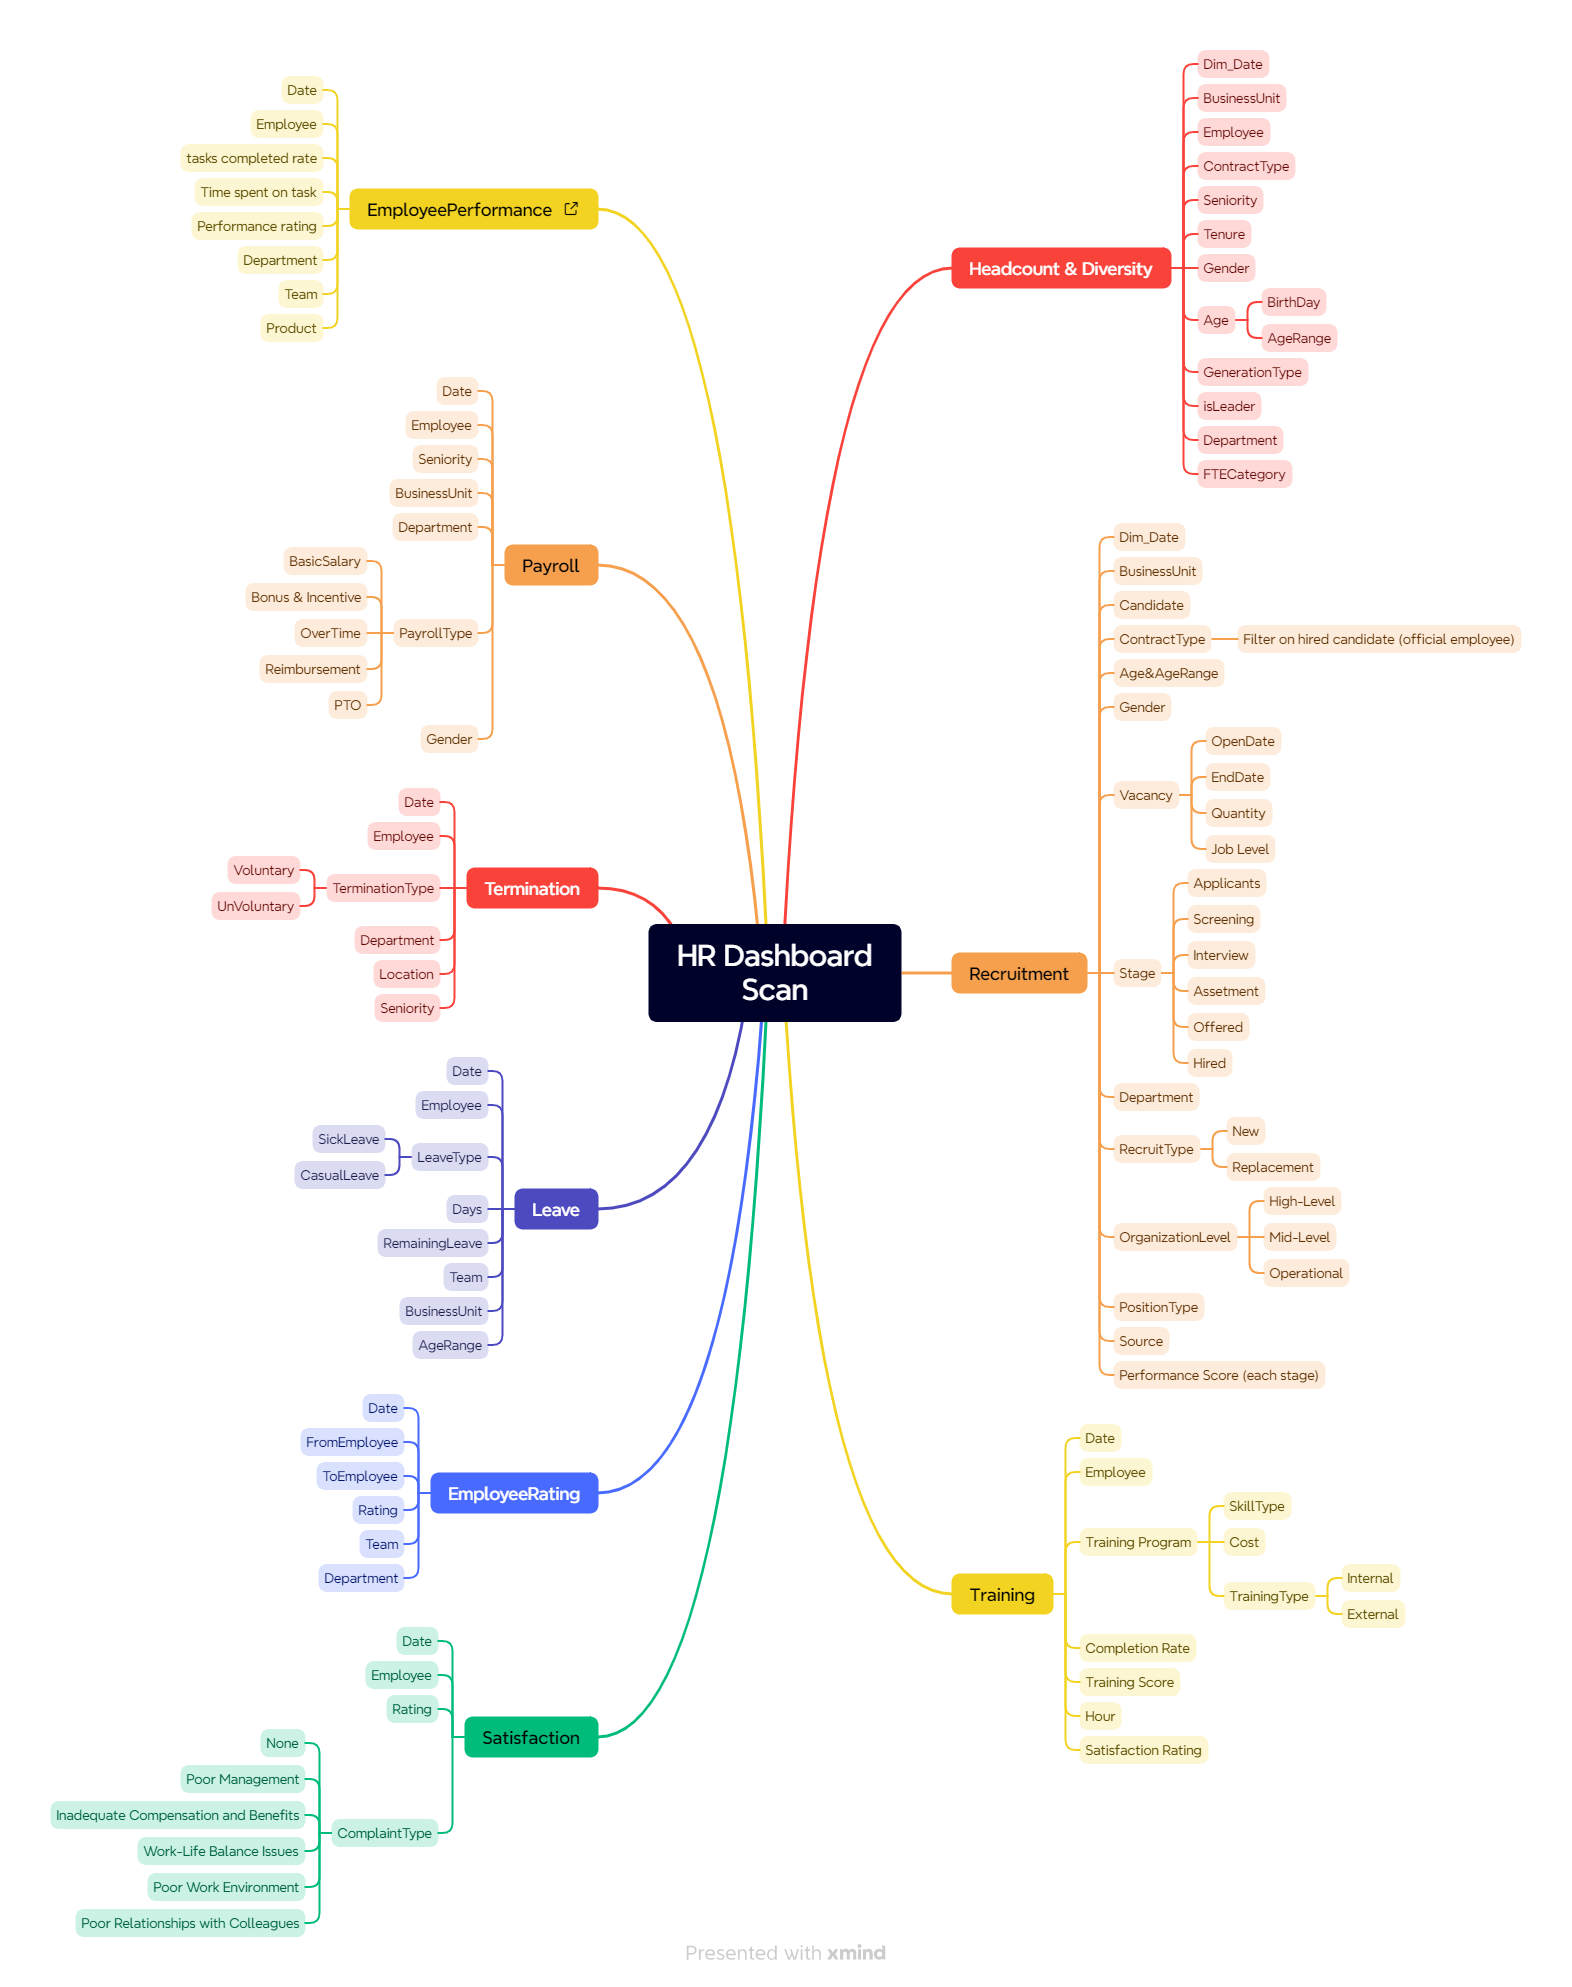 HR Dashboard
Scan
Headcount & Diversity
Dim_Date
BusinessUnit
Employee
ContractType
Seniority
Tenure
Gender
Age
BirthDay
AgeRange
GenerationType
isLeader
Department
FTECategory
Recruitment
Dim_Date
BusinessUnit
Candidate
ContractType
Filter on hired candidate (official employee)
Age&AgeRange
Gender
Vacancy
OpenDate
EndDate
Quantity
Job Level
Stage
Applicants
Screening
Interview
Assetment
Offered
Hired
Department
RecruitType
New
Replacement
OrganizationLevel
High-Level
Mid-Level
Operational
PositionType
Source
Performance Score (each stage)
Training
Date
Employee
Training Program
SkillType
Cost
TrainingType
Internal
External
Completion Rate
Training Score
Hour
Satisfaction Rating
EmployeePerformance
Date
Employee
tasks completed rate
Time spent on task
Performance rating
Department
Team
Product
Payroll
Date
Employee
Seniority
BusinessUnit
Department
PayrollType
BasicSalary
Bonus & Incentive
OverTime
Reimbursement
PTO
Gender
Termination
Date
Employee
TerminationType
Voluntary
UnVoluntary
Department
Location
Seniority
Leave
Date
Employee
LeaveType
SickLeave
CasualLeave
Days
RemainingLeave
Team
BusinessUnit
AgeRange
EmployeeRating
Date
FromEmployee
ToEmployee
Rating
Team
Department
Satisfaction
Date
Employee
Rating
ComplaintType
None
Poor Management
Inadequate Compensation and Benefits
Work-Life Balance Issues
Poor Work Environment
Poor Relationships with Colleagues
Presented with xmind